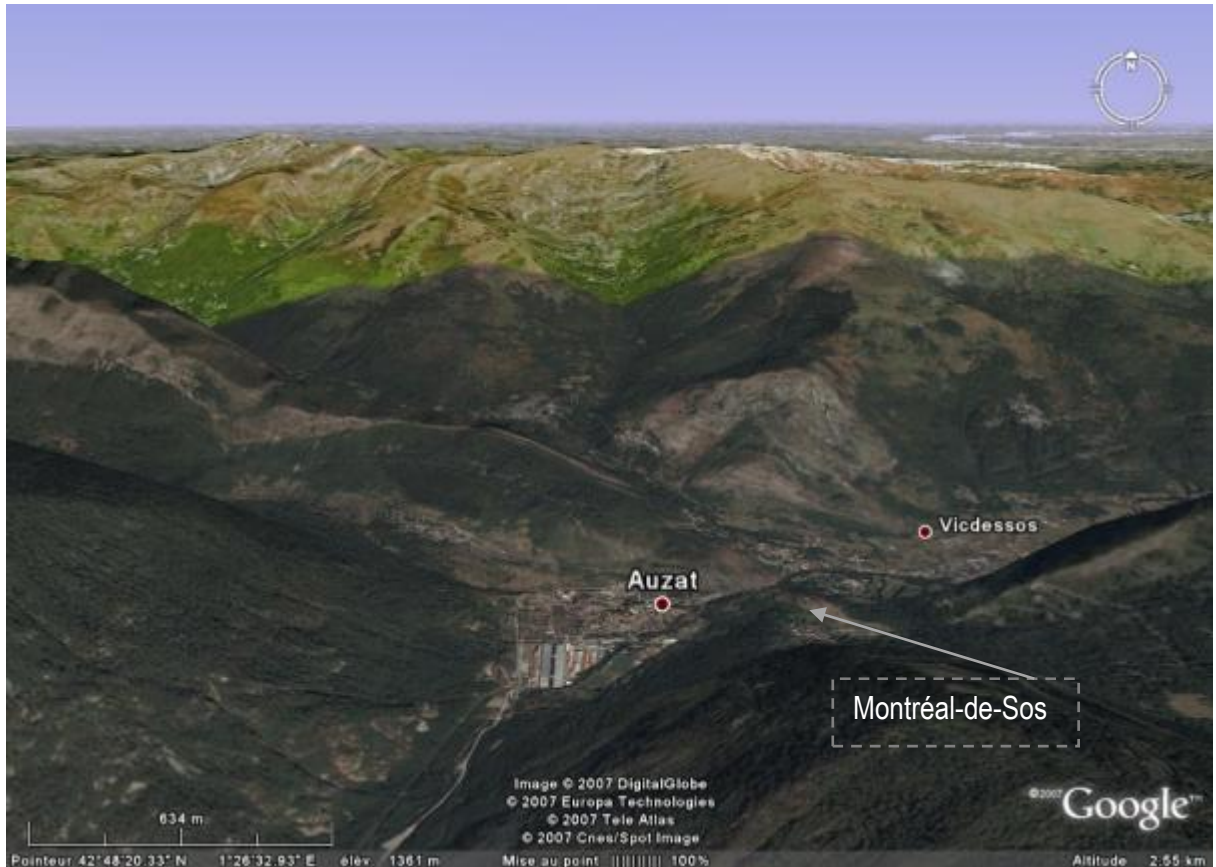 N
Vicdessos
Auzat
Montréal-de-Sos
Image © 2007 DigitalGlobe
© 2007 Europa Technologies
© 2007 Tele Atlas
© 2007 Cnes/Spot Image
©2007 Google™
634 m
Pointeur 42°48'20.33" N 1°26'32.93" E élév. 1361 m Mise au point ||||||||| 100% Altitude 2.55 km